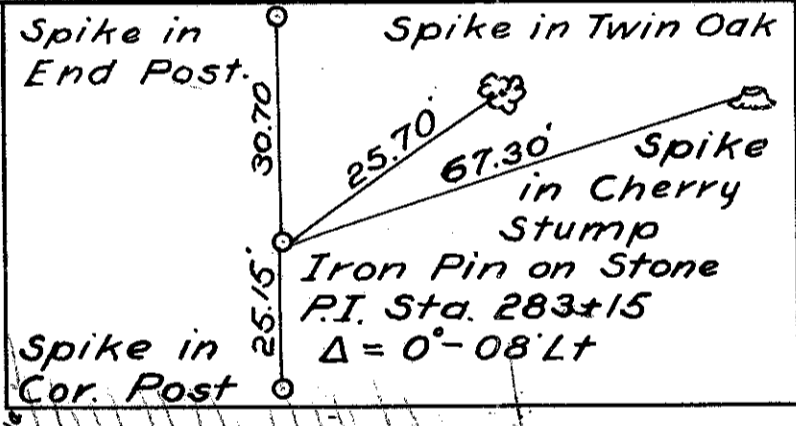 Spike in
End Post.
Spike in Twin Oak
30.70
25.70'
67.30'
Spike
in Cherry
Stump
25.15'
Iron Pin on Stone
P.I. Sta. 283±15
Δ = 0°-08' Lt
Spike in
Cor. Post